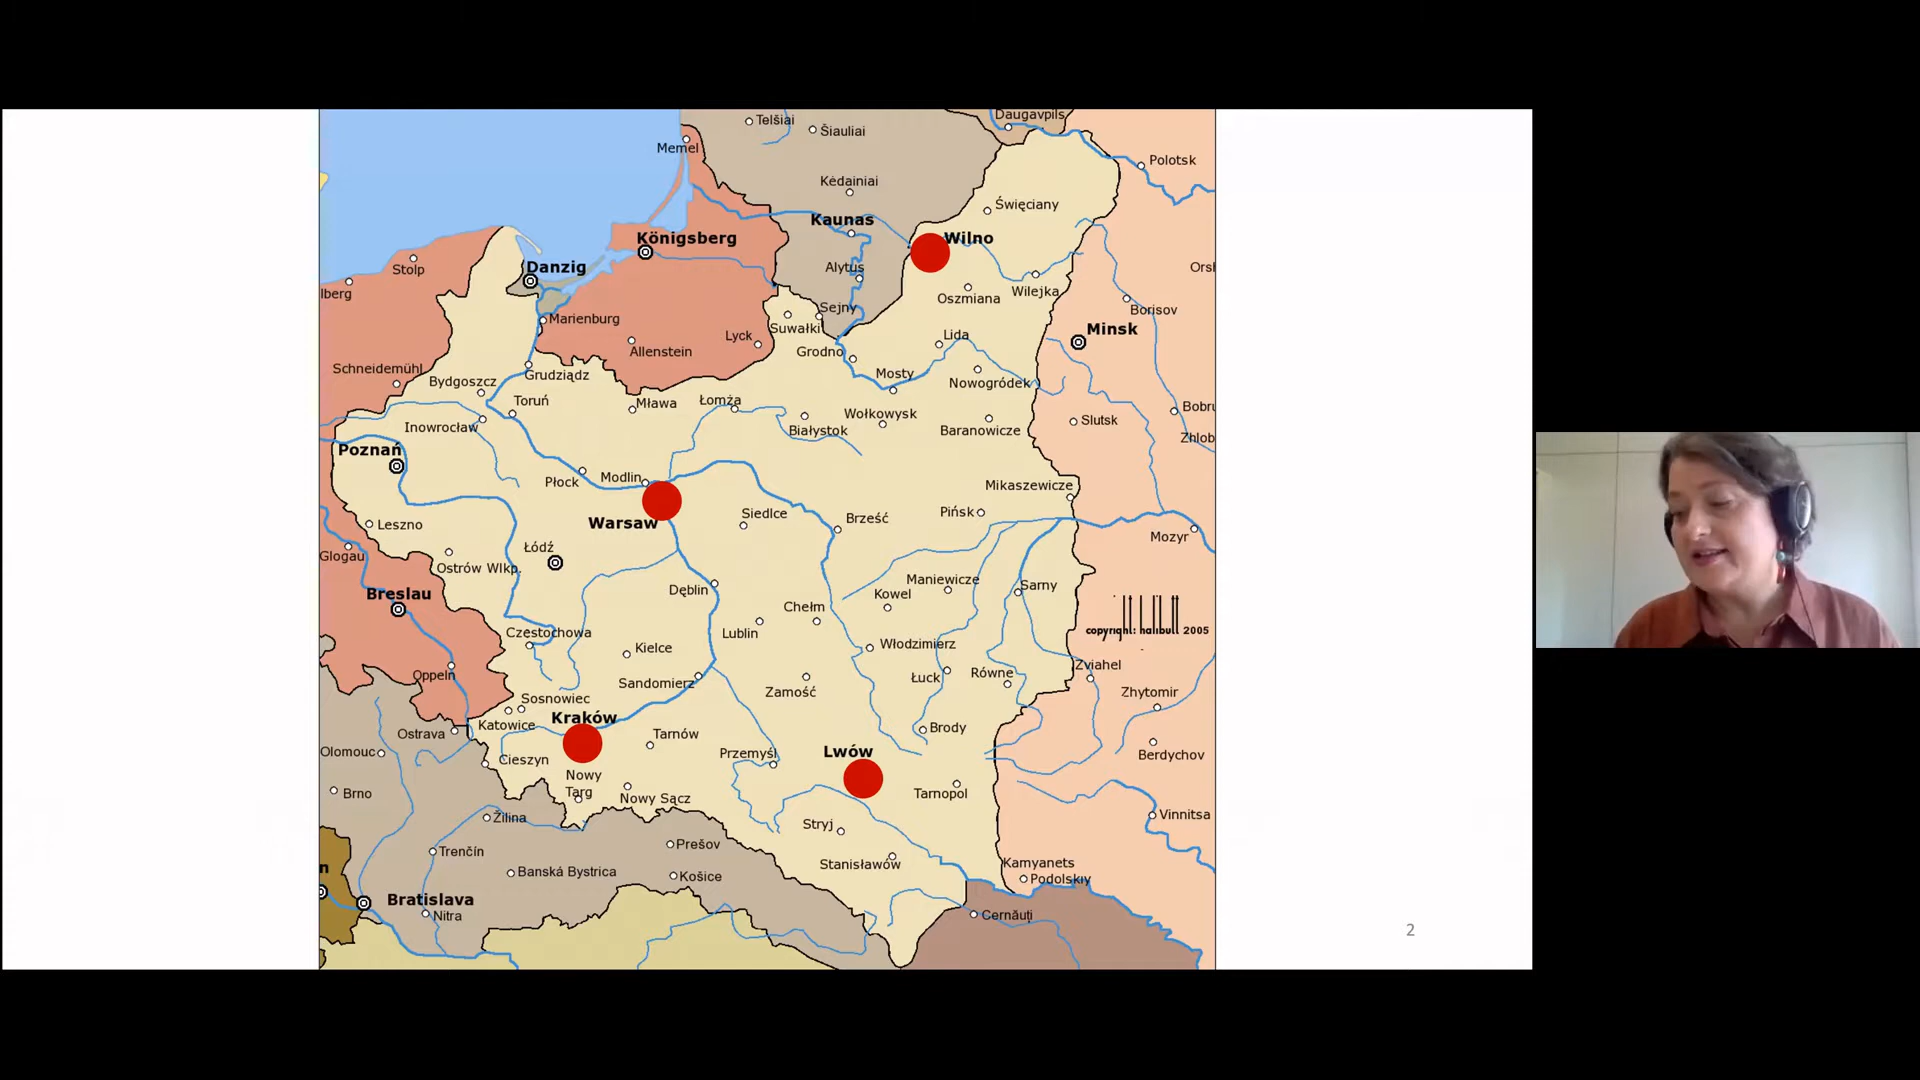 Telšiai
Šiauliai
Daugavpils
Memel
Polotsk
Kėdainiai
Święciany
Kaunas
Königsberg
Wilno
Danzig
Stolp
Alytus
lberg
Oszmiana
Wilejka
Sejny
Borisov
Marienburg
Suwałki
Minsk
Lyck
Lida
Allenstein
Grodno
Schneidemühl
Grudziądz
Mosty
Bydgoszcz
Nowogródek
Toruń
Mława
Łomża
Wołkowysk
Bobru
Inowrocław
Białystok
Baranowicze
Slutsk
Zhlob
Poznań
Modlin
Płock
Mikaszewicze
Warsaw
Siedlce
Brześć
Pińsk
Leszno
Mozyr
Łódź
Glogau
Ostrów Wlkp.
Maniewicze
Sarny
Breslau
Dęblin
Kowel
Chełm
copyright: halibutt 2005
Czestochowa
Lublin
Kielce
Włodzimierz
Oppeln
Łuck
Równe
Zviahel
Sandomierz
Zamość
Zhytomir
Sosnowiec
Katowice
Kraków
Brody
Ostrava
Tarnów
Olomouc
Przemyśl
Lwów
Berdychov
Cieszyn
Nowy
Targ
Brno
Nowy Sącz
Tarnopol
Žilina
Stryj
Vinnitsa
Trenčín
Prešov
Stanisławów
Kamyanets
Podolskiy
n
Banská Bystrica
Košice
Bratislava
Nitra
Cernăuți
2